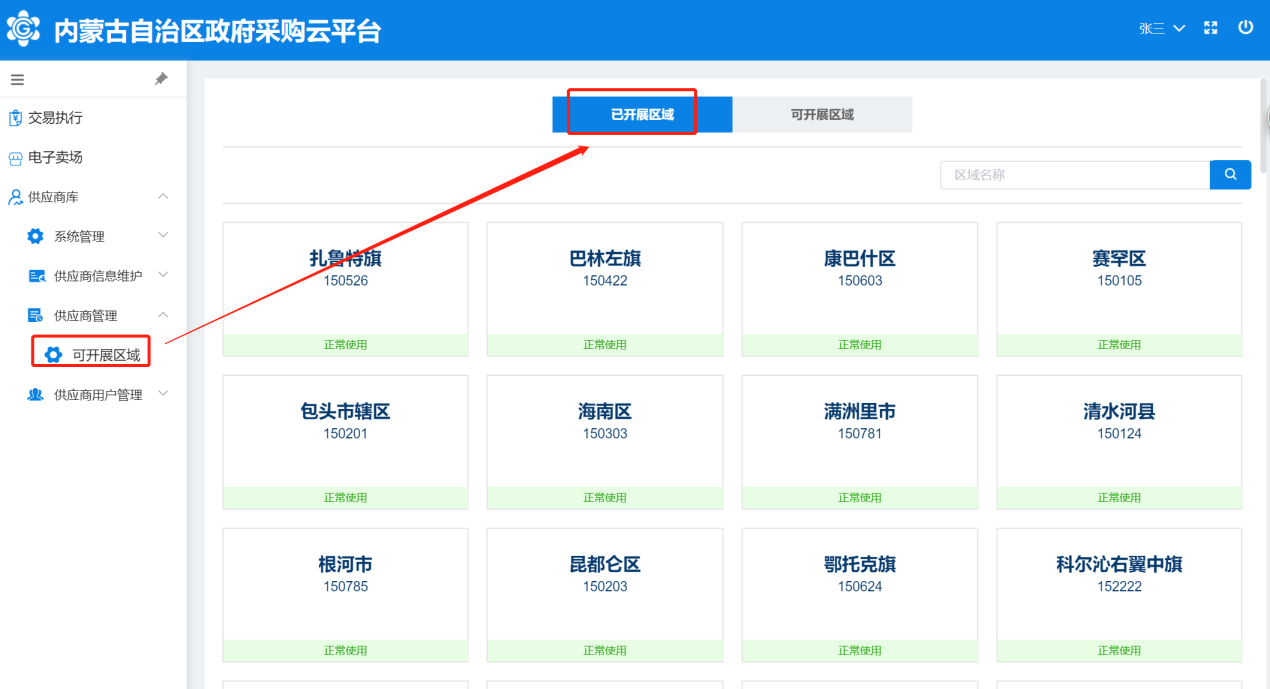 内蒙古自治区政府采购云平台
张三
交易执行
电子卖场
供应商库
系统管理
供应商信息维护
供应商管理
可开展区域
供应商用户管理
已开展区域
可开展区域
区域名称
扎鲁特旗
150526
正常使用
巴林左旗
150422
正常使用
康巴什区
150603
正常使用
赛罕区
150105
正常使用
包头市辖区
150201
正常使用
海南区
150303
正常使用
满洲里市
150781
正常使用
清水河县
150124
正常使用
根河市
150785
正常使用
昆都仑区
150203
正常使用
鄂托克旗
150624
正常使用
科尔沁右翼中旗
152222
正常使用